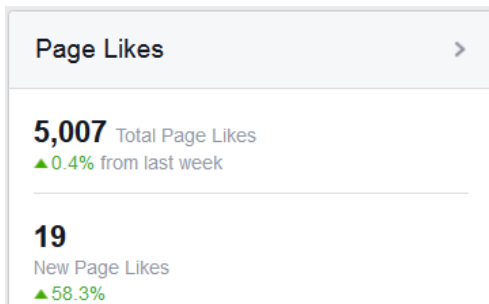 Page Likes
5,007 Total Page Likes
0.4% from last week
19
New Page Likes
58.3%